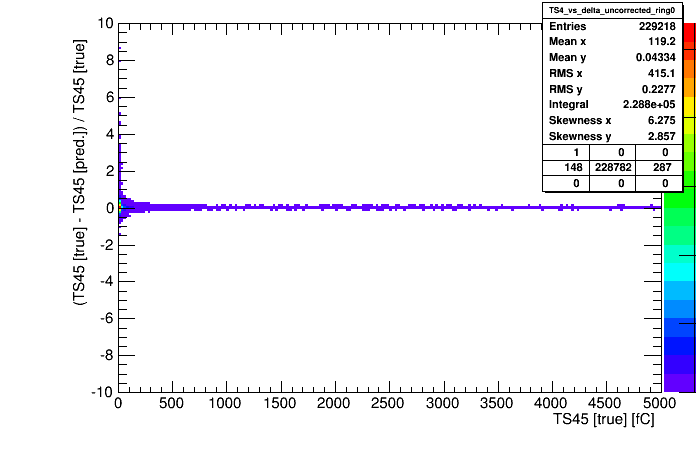 TS4_vs_delta_uncorrected_ring0
Entries 229218
Mean x 119.2
Mean y 0.04334
RMS x 415.1
RMS y 0.2277
Integral 2.288e+05
Skewness x 6.275
Skewness y 2.857
1 0 0
148 228782 287
0 0 0
(TS45 [true] - TS45 [pred.]) / TS45 [true]
10
8
6
4
2
0
-2
-4
-6
-8
-10
0 500 1000 1500 2000 2500 3000 3500 4000 4500 5000
TS45 [true] [fC]